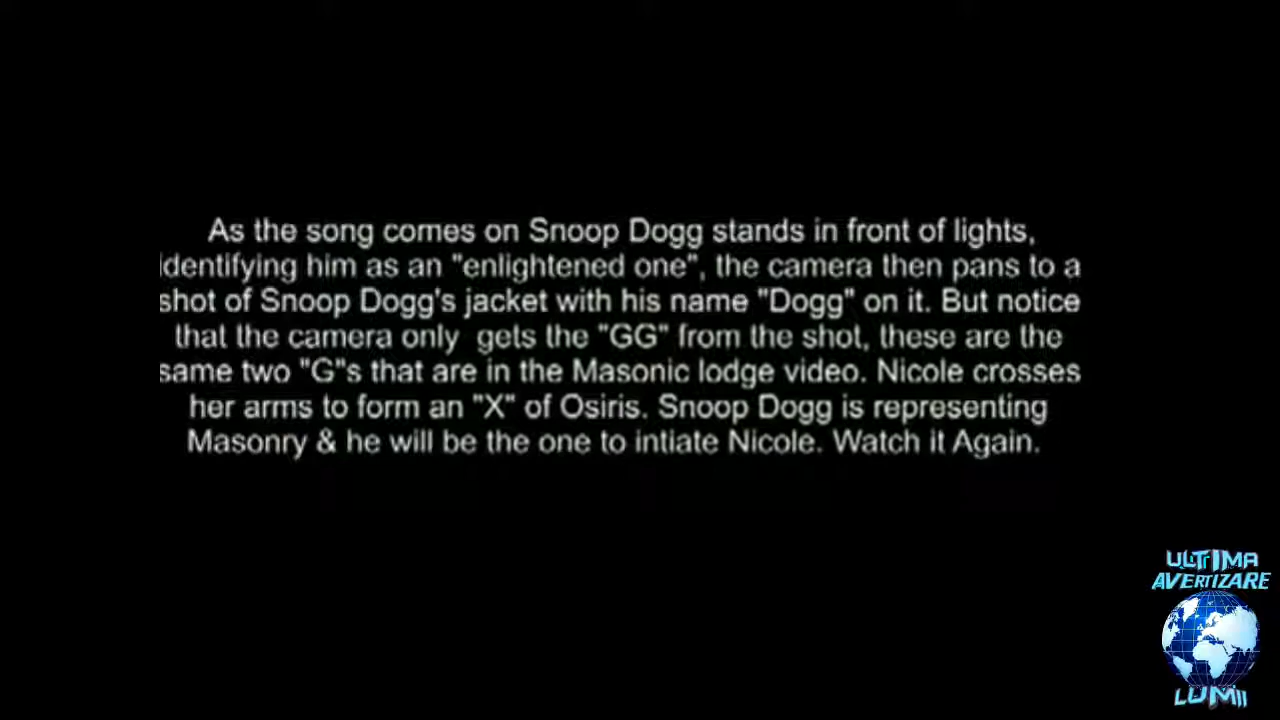 As the song comes on Snoop Dogg stands in front of lights,
identifying him as an "enlightened one", the camera then pans to a
shot of Snoop Dogg's jacket with his name "Dogg" on it. But notice
that the camera only  gets the "GG" from the shot, these are the
same two "G"s that are in the Masonic lodge video. Nicole crosses
her arms to form an "X" of Osiris. Snoop Dogg is representing
Masonry & he will be the one to intiate Nicole. Watch it Again.
ULTIMA
AVERTIZARE
LUMII